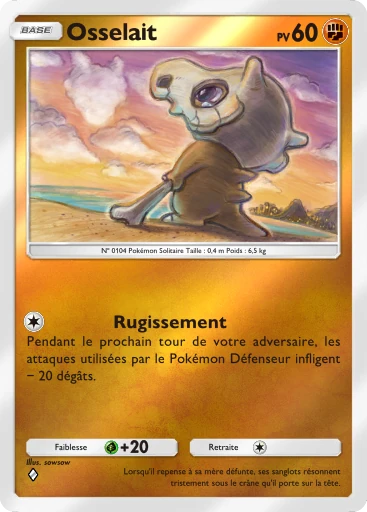 BASE Osselait PV 60
N° 0104 Pokémon Solitaire Taille : 0,4 m Poids : 6,5 kg
Rugissement
Pendant le prochain tour de votre adversaire, les
attaques utilisées par le Pokémon Défenseur infligent
− 20 dégâts.
Faiblesse +20 Retraite
Illus. sowsow
Lorsqu'il repense à sa mère défunte, ses sanglots résonnent
tristement sous le crâne qu'il porte sur la tête.